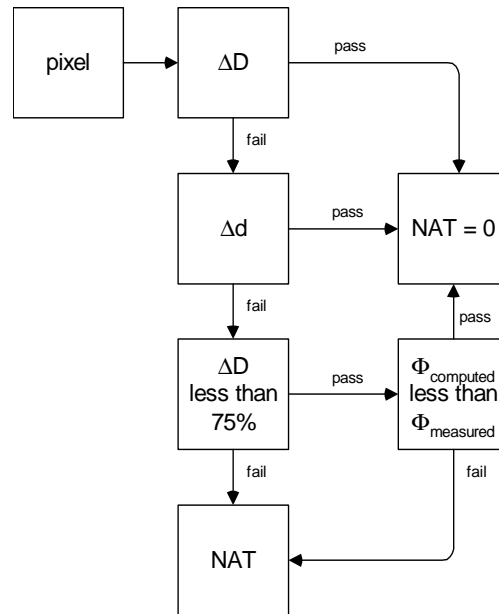 pixel
ΔD
pass
fail
Δd
pass
NAT = 0
fail
pass
ΔD
less than
75%
pass
Φcomputed
less than
Φmeasured
fail
fail
NAT